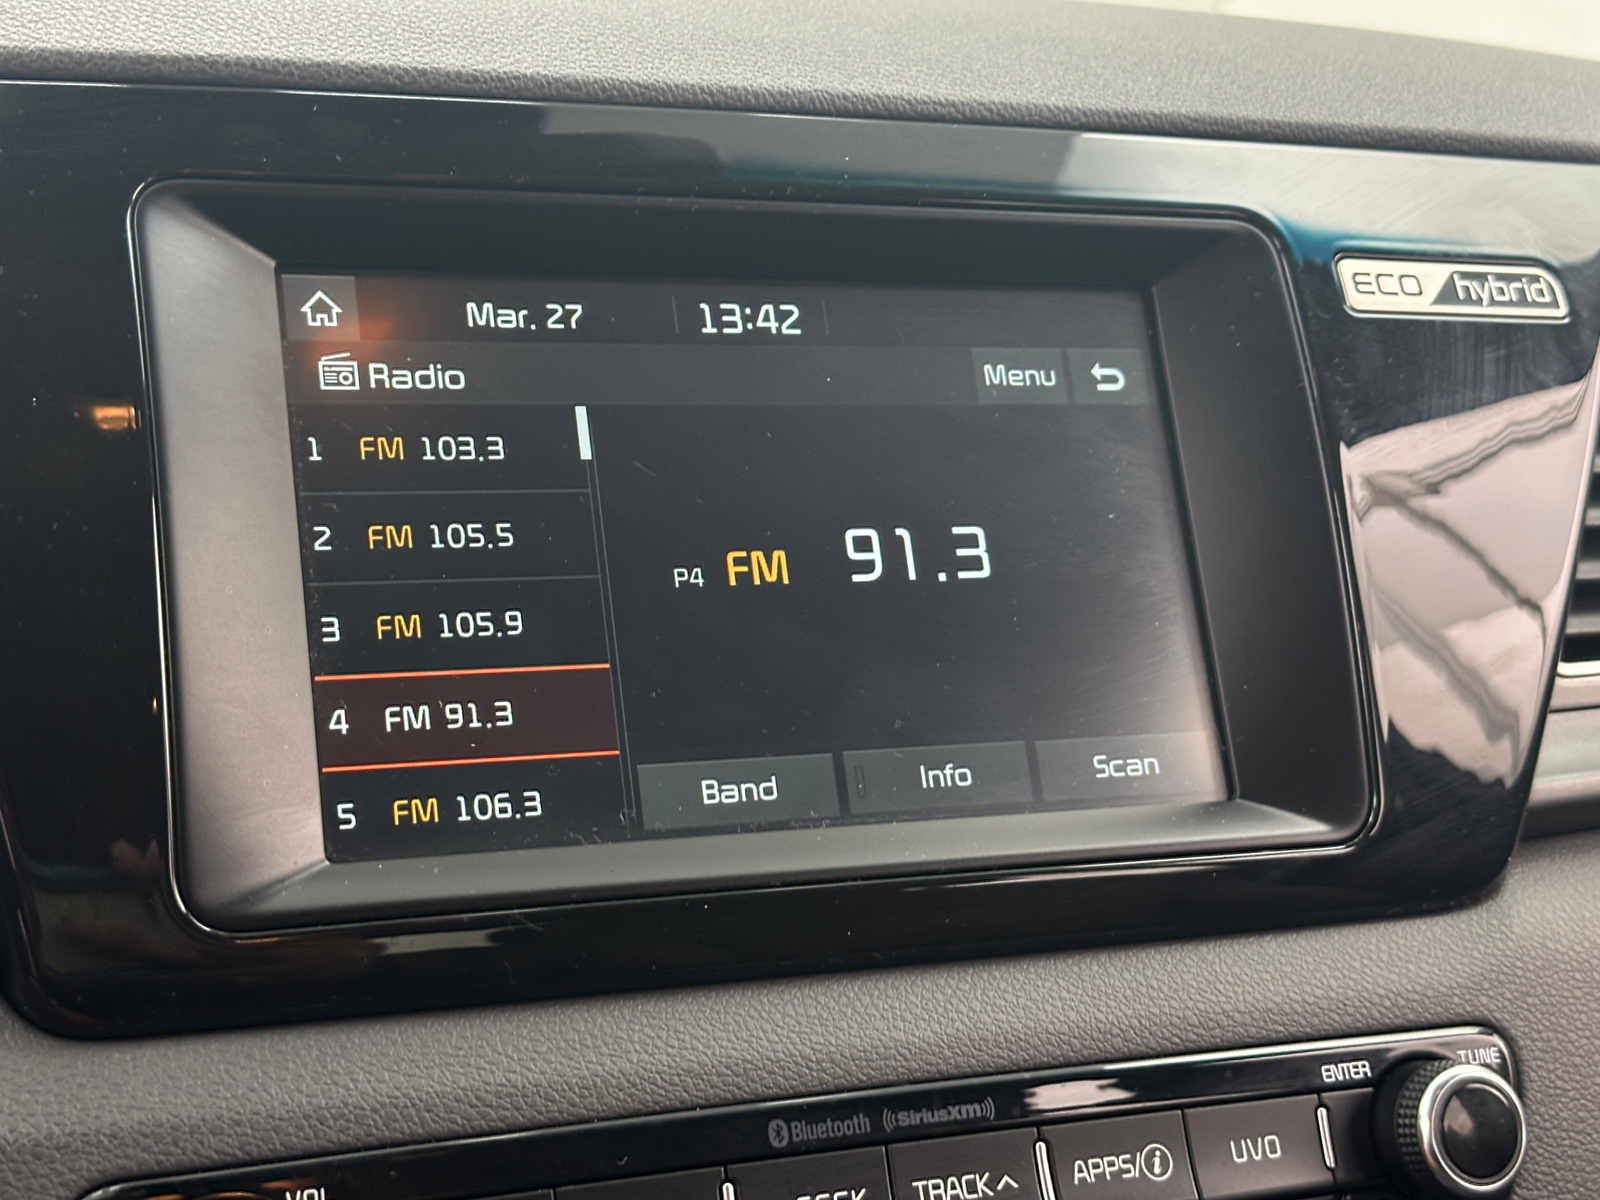 Mar. 27 13:42
Radio Menu
1 FM 103.3
2 FM 105.5
3 FM 105.9
4 FM 91.3
5 FM 106.3
P4 FM 91.3
Band Info Scan
ECO hybrid
Bluetooth SiriusXM
ENTER TUNE
VOL SEEK TRACK APPS/i UVO